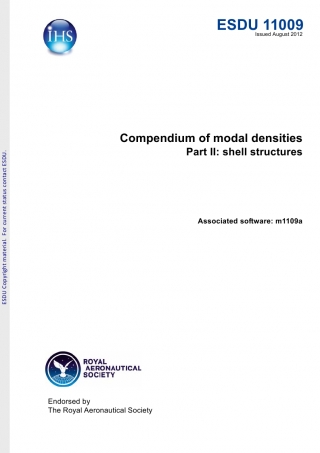 IHS
ESDU 11009
Issued August 2012
Compendium of modal densities
Part II: shell structures
Associated software: m1109a
ESDU Copyright material. For current status contact ESDU.
ROYAL
AERONAUTICAL
SOCIETY
Endorsed by
The Royal Aeronautical Society